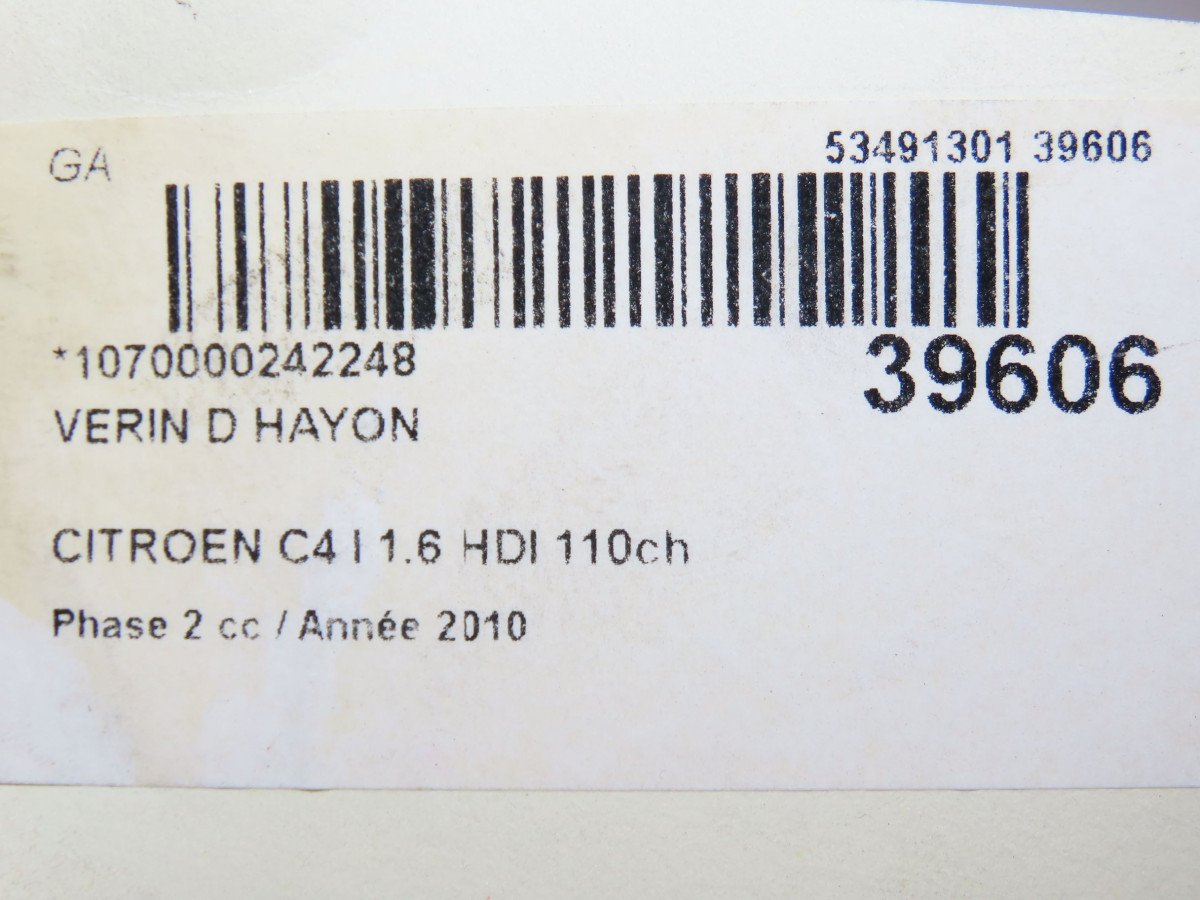 GA
53491301 39606
*1070000242248
39606
VERIN D HAYON
CITROEN C4 I 1.6 HDI 110ch
Phase 2 cc / Année 2010